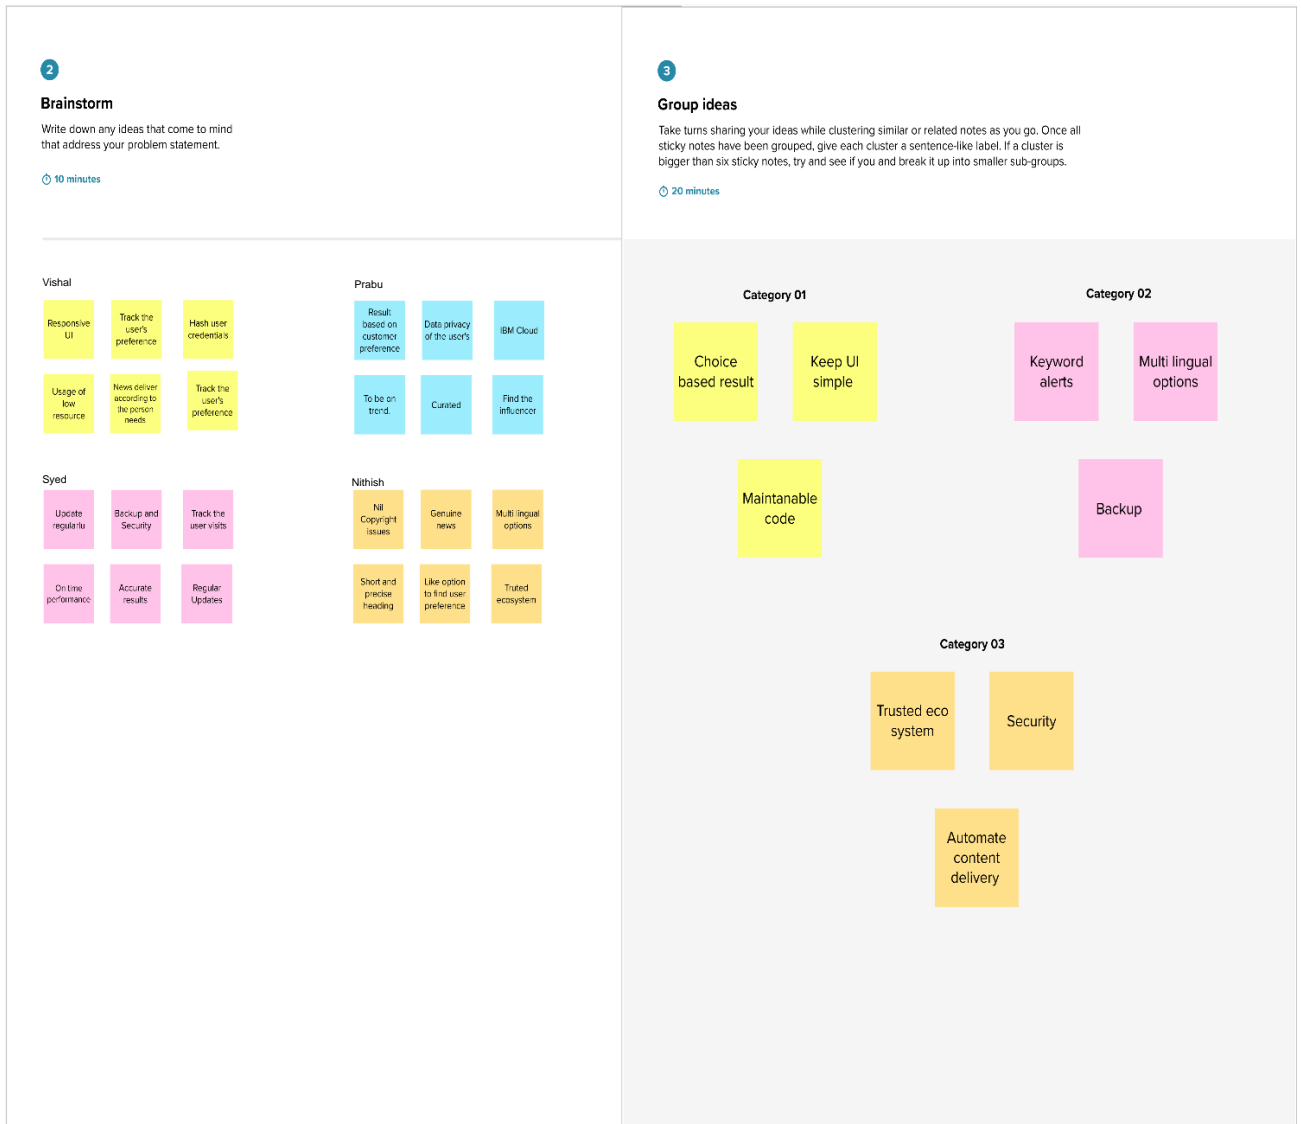 2
Brainstorm
Write down any ideas that come to mind
that address your problem statement.
10 minutes
Vishal
Responsive
UI
Track the
user's
preference
Hash user
credentials
Usage of
low
resource
News deliver
according to
the person
needs
Track the
user's
preference
Prabu
Result
based on
customer
preference
Data privacy
of the user's
IBM Cloud
To be on
trend.
Curated
Find the
influencer
Syed
Update
regularlu
Backup and
Security
Track the
user visits
On time
performance
Accurate
results
Regular
Updates
Nithish
Nil
Copyright
issues
Genuine
news
Multi lingual
options
Short and
precise
heading
Like option
to find user
preference
Truted
ecosystem
3
Group ideas
Take turns sharing your ideas while clustering similar or related notes as you go. Once all
sticky notes have been grouped, give each cluster a sentence-like label. If a cluster is
bigger than six sticky notes, try and see if you and break it up into smaller sub-groups.
20 minutes
Category 01
Choice
based result
Keep UI
simple
Maintanable
code
Category 02
Keyword
alerts
Multi lingual
options
Backup
Category 03
Trusted eco
system
Security
Automate
content
delivery